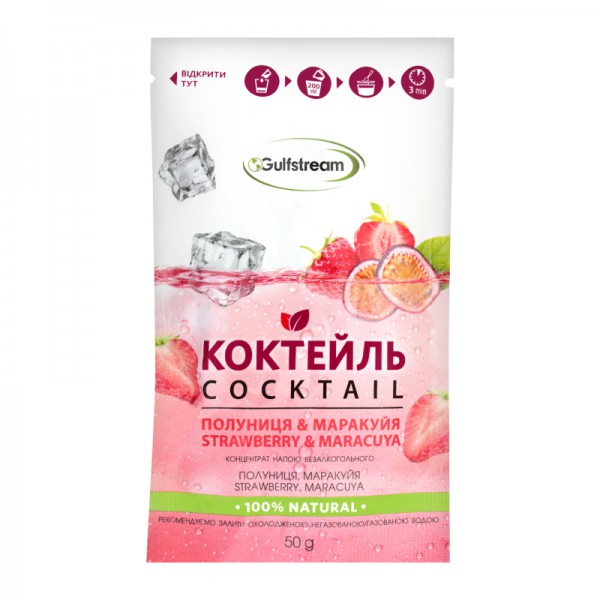 ВІДКРИТИ
ТУТ
200 ml
3 min
Gulfstream
КОКТЕЙЛЬ
COCKTAIL
ПОЛУНИЦЯ & МАРАКУЙЯ
STRAWBERRY & MARACUYA
КОНЦЕНТРАТ НАПОЮ БЕЗАЛКОГОЛЬНОГО
ПОЛУНИЦЯ, МАРАКУЙЯ
STRAWBERRY, MARACUYA
• 100% NATURAL •
РЕКОМЕНДУЄМО ЗАЛИТИ ОХОЛОДЖЕНОЮ НЕГАЗОВАНОЮ/ГАЗОВАНОЮ ВОДОЮ
50 g